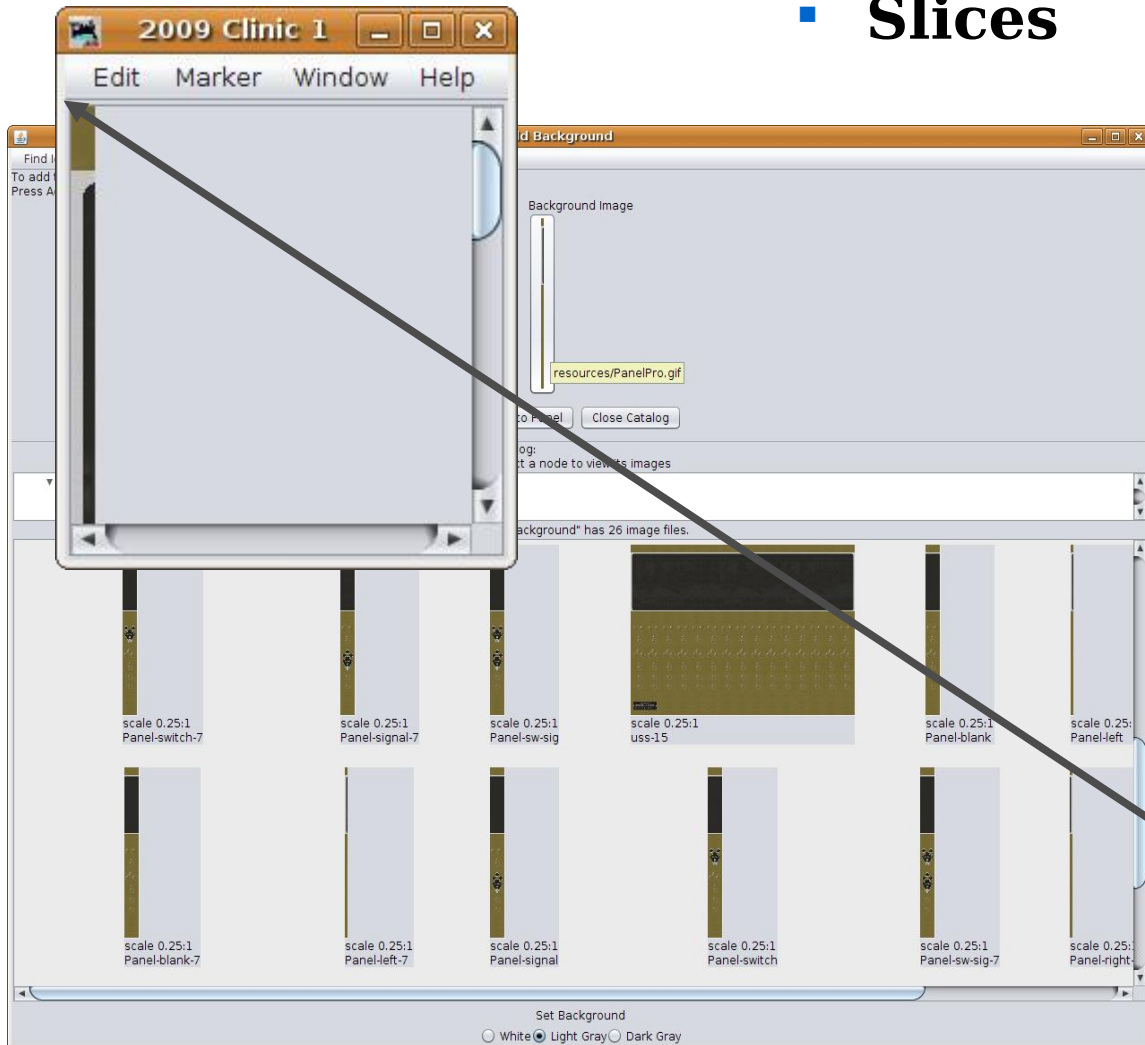 ▪ Slices
2009 Clinic 1
Edit Marker Window Help
d Background
Find
To add
Press A
Background Image
resources/PanelPro.gif
to Panel Close Catalog
og:
ct a node to view its images
ackground" has 26 image files.
scale 0.25:1 scale 0.25:1 scale 0.25:1 scale 0.25:1 scale 0.25:1 scale 0.25:
Panel-switch-7 Panel-signal-7 Panel-sw-sig uss-15 Panel-blank Panel-left
scale 0.25:1 scale 0.25:1 scale 0.25:1 scale 0.25:1 scale 0.25:1 scale 0.25:
Panel-blank-7 Panel-left-7 Panel-signal Panel-switch Panel-sw-sig-7 Panel-right-
Set Background
White Light Gray Dark Gray